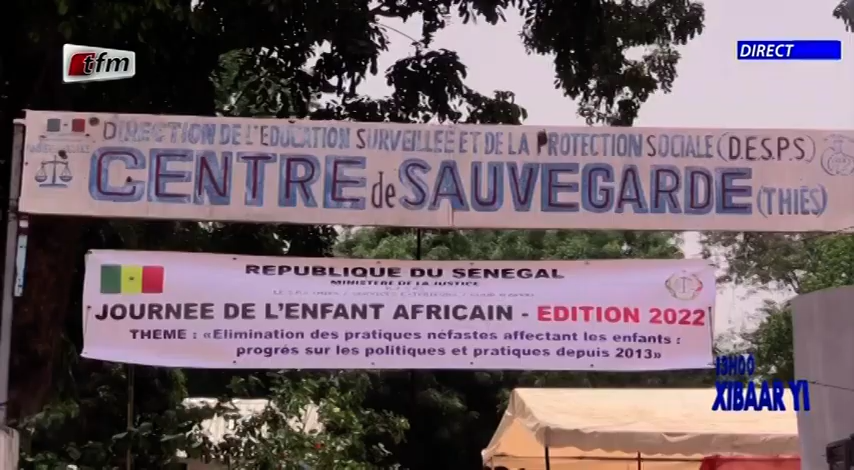 tfm
DIRECT
DIRECTION DE L'EDUCATION SURVEILLEE ET DE LA PROTECTION SOCIALE (D.E.S.P.S)
CENTRE de SAUVEGARDE (THIÈS)
REPUBLIQUE DU SENEGAL
MINISTERE DE LA JUSTICE
JOURNEE DE L'ENFANT AFRICAIN - EDITION 2022
THEME : «Elimination des pratiques néfastes affectant les enfants :
progrés sur les politiques et pratiques depuis 2013»
13H00
XIBAAR YI